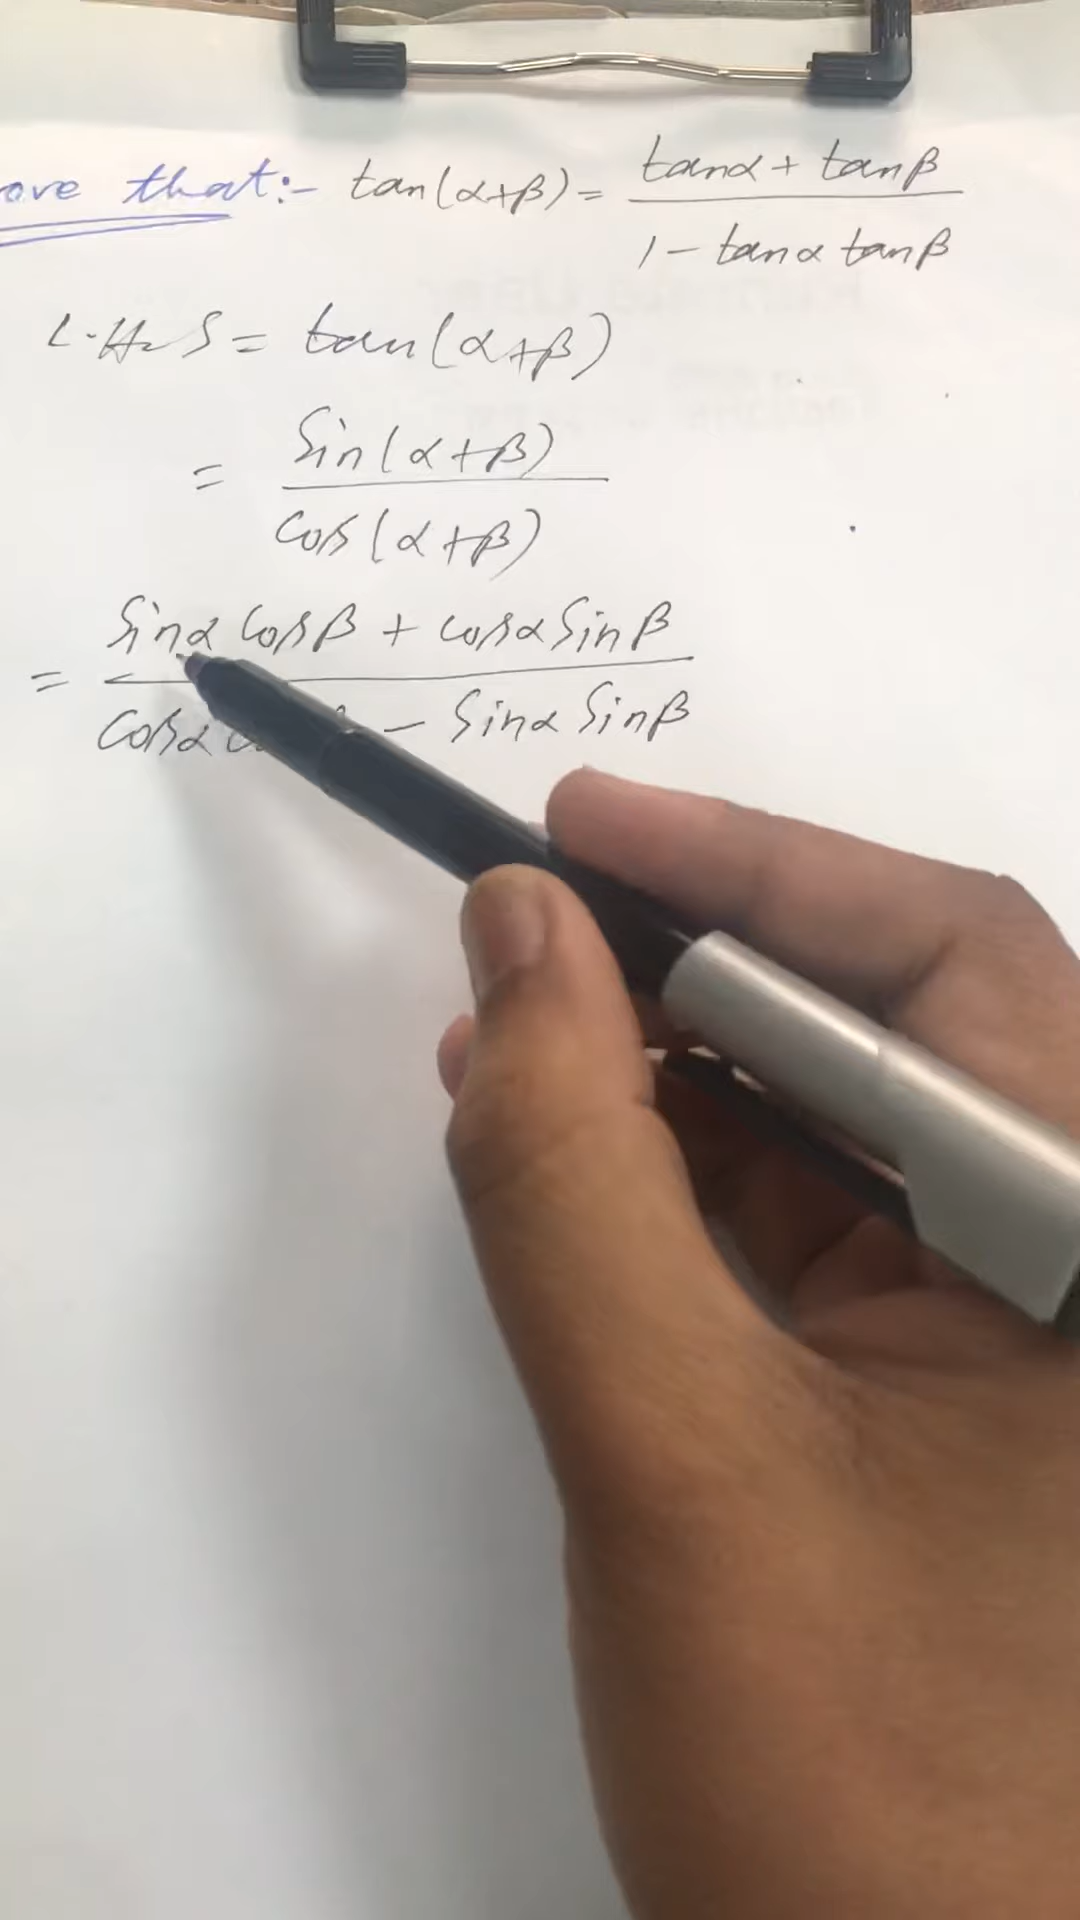 ove that:- tan(α+β) = tanα + tanβ / 1 - tanα tanβ
L.H.S = tan(α+β)
= Sin(α+β) / cos(α+β)
= Sinα cosβ + cosα Sinβ / cosα - Sinα Sinβ